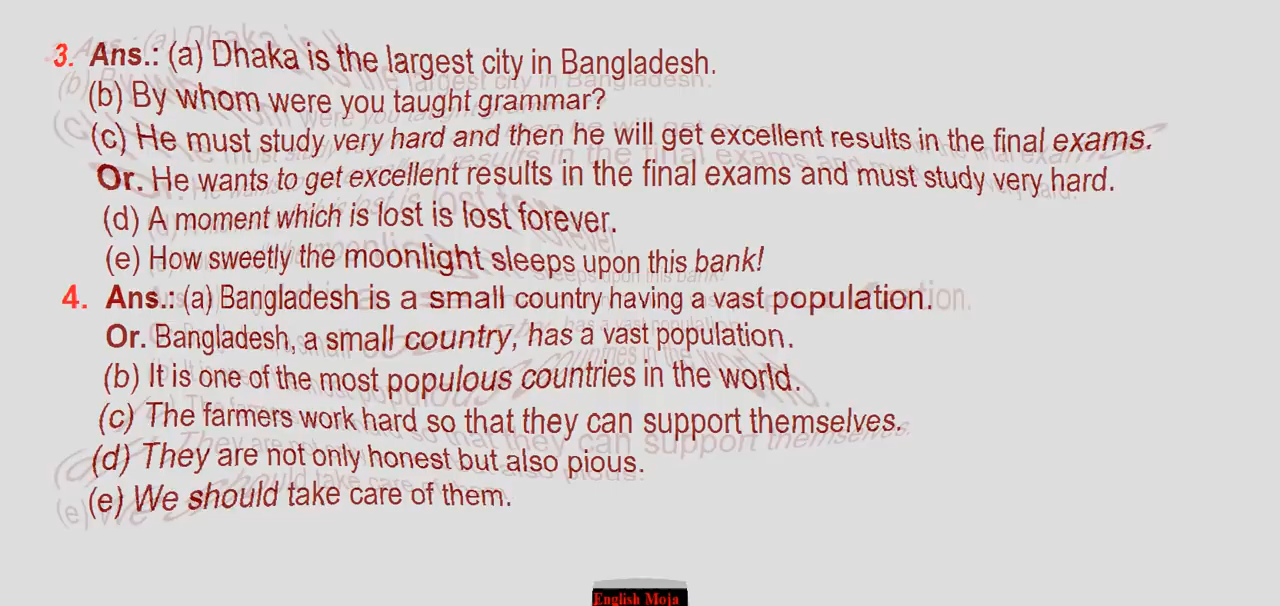 3. Ans.: (a) Dhaka is the largest city in Bangladesh.
(b) By whom were you taught grammar?
(c) He must study very hard and then he will get excellent results in the final exams.
Or. He wants to get excellent results in the final exams and must study very hard.
(d) A moment which is lost is lost forever.
(e) How sweetly the moonlight sleeps upon this bank!
4. Ans.: (a) Bangladesh is a small country having a vast population.
Or. Bangladesh, a small country, has a vast population.
(b) It is one of the most populous countries in the world.
(c) The farmers work hard so that they can support themselves.
(d) They are not only honest but also pious.
(e) We should take care of them.
English Moja